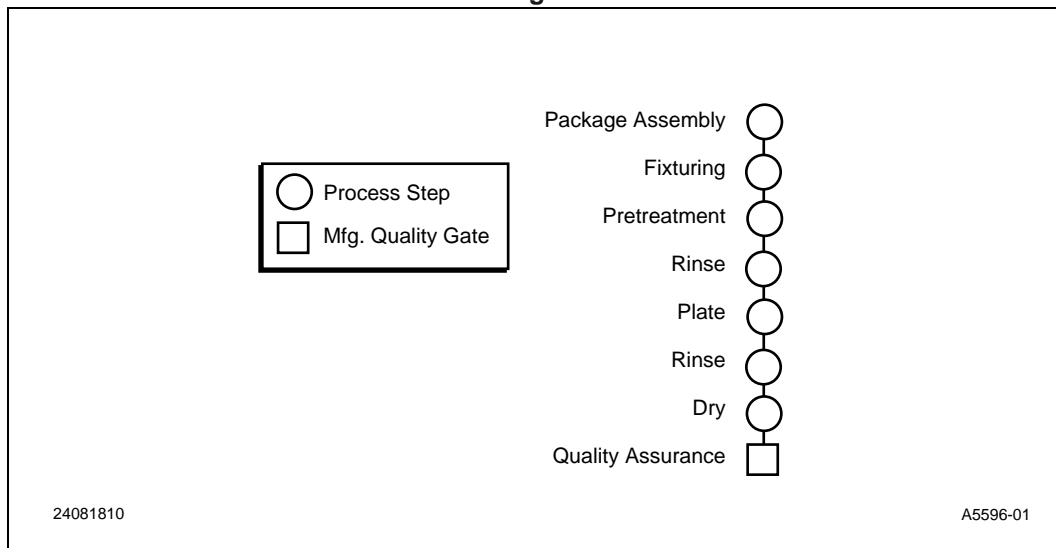 Package Assembly
Fixturing
Process Step
Pretreatment
Mfg. Quality Gate
Rinse
Plate
Rinse
Dry
Quality Assurance
24081810
A5596-01